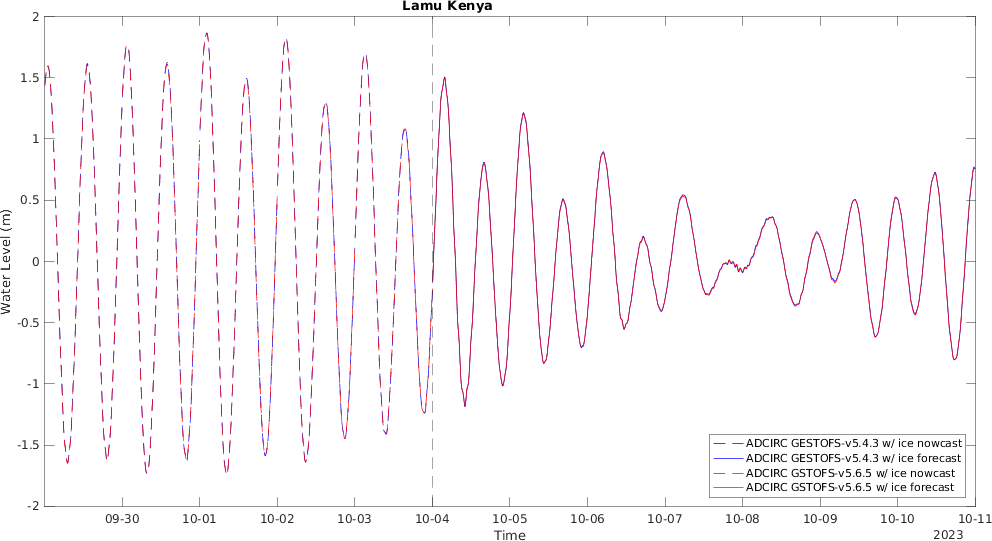 Lamu Kenya
2
1.5
1
0.5
0
-0.5
-1
-1.5
-2
Water Level (m)
ADCIRC GESTOFS-v5.4.3 w/ ice nowcast
ADCIRC GESTOFS-v5.4.3 w/ ice forecast
ADCIRC GSTOFS-v5.6.5 w/ ice nowcast
ADCIRC GSTOFS-v5.6.5 w/ ice forecast
09-30 10-01 10-02 10-03 10-04 10-05 10-06 10-07 10-08 10-09 10-10 10-11
Time
2023